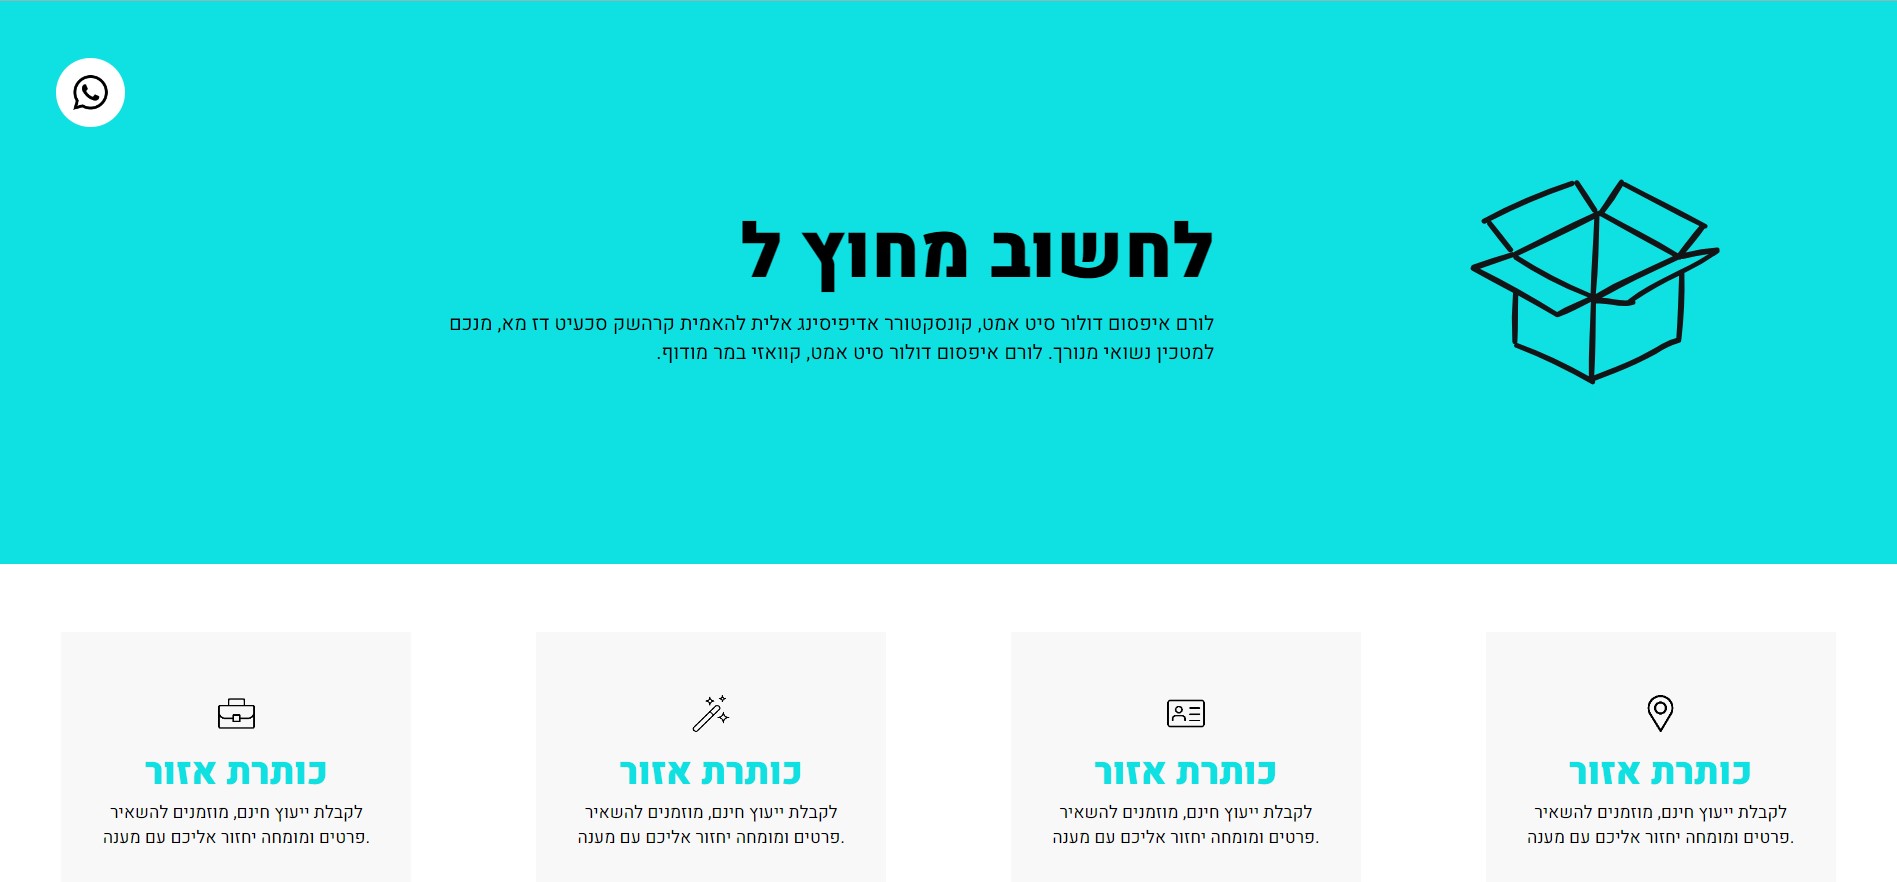 לחשוב מחוץ ל
לורם איפסום דולור סיט אמט, קונסקטורר אדיפיסינג אלית להאמית קרהשק סכעיט דז מא, מנכם
למטכין נשואי מנורך. לורם איפסום דולור סיט אמט, קוואזי במר מודוף.
כותרת אזור
לקבלת ייעוץ חינם, מוזמנים להשאיר
פרטים ומומחה יחזור אליכם עם מענה.
כותרת אזור
לקבלת ייעוץ חינם, מוזמנים להשאיר
פרטים ומומחה יחזור אליכם עם מענה.
כותרת אזור
לקבלת ייעוץ חינם, מוזמנים להשאיר
פרטים ומומחה יחזור אליכם עם מענה.
כותרת אזור
לקבלת ייעוץ חינם, מוזמנים להשאיר
פרטים ומומחה יחזור אליכם עם מענה.